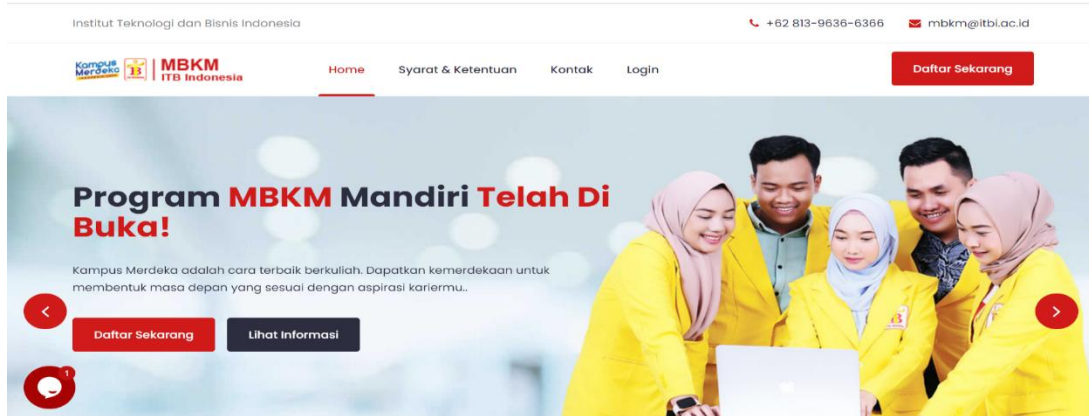 Institut Teknologi dan Bisnis Indonesia
+62 813-9636-6366
mbkm@itbi.ac.id
Kampus
Merdeka
MBKM
ITB Indonesia
Home
Syarat & Ketentuan
Kontak
Login
Daftar Sekarang
Program MBKM Mandiri Telah Di
Buka!
Kampus Merdeka adalah cara terbaik berkuliah. Dapatkan kemerdekaan untuk
membentuk masa depan yang sesuai dengan aspirasi kariermu..
Daftar Sekarang
Lihat Informasi
1